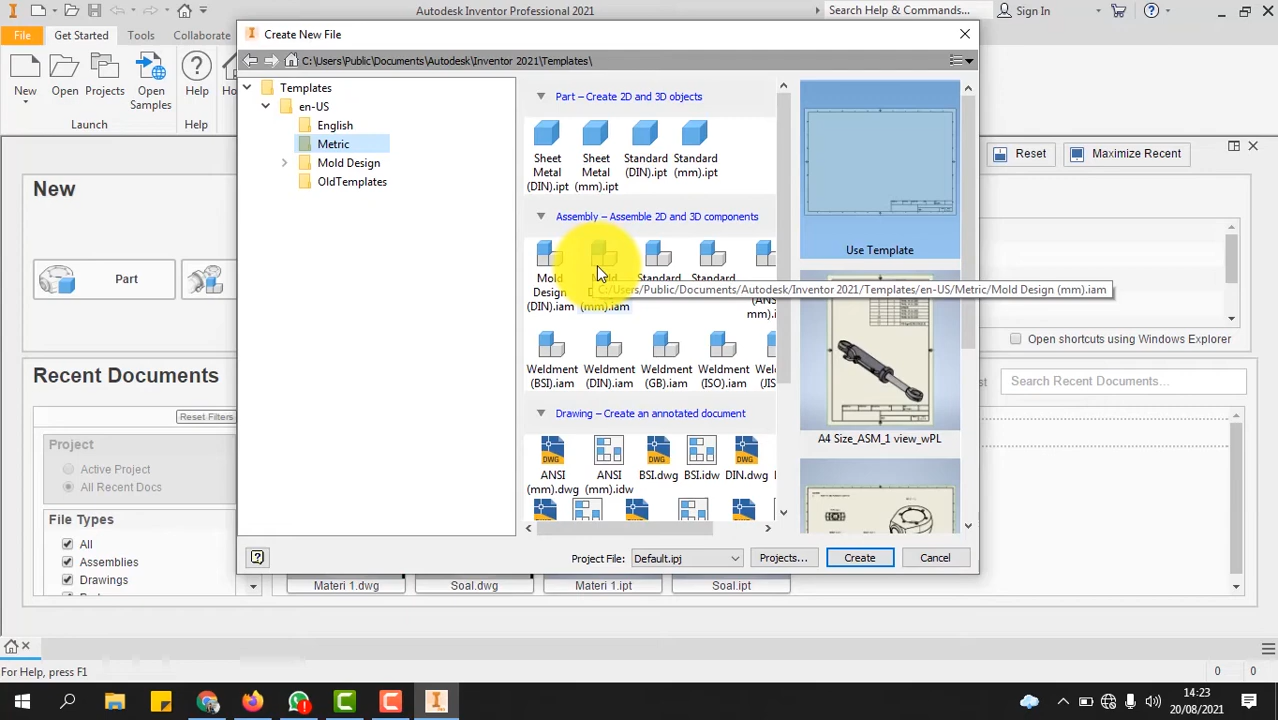 Autodesk Inventor Professional 2021
Search Help & Commands...
Sign In
File
Get Started
Tools
Collaborate
New
Open
Projects
Open
Samples
Help
Launch
Help
Create New File
C:\Users\Public\Documents\Autodesk\Inventor 2021\Templates\
Templates
en-US
English
Metric
Mold Design
OldTemplates
Part – Create 2D and 3D objects
Sheet Metal (DIN).ipt
Sheet Metal (mm).ipt
Standard (DIN).ipt
Standard (mm).ipt
Assembly – Assemble 2D and 3D components
Mold Design (DIN).iam
(mm).iam
Standard
Standard
(ANS
mm).i
C:/Users/Public/Documents/Autodesk/Inventor 2021/Templates/en-US/Metric/Mold Design (mm).iam
Weldment (BSI).iam
Weldment (DIN).iam
Weldment (GB).iam
Weldment (ISO).iam
Drawing – Create an annotated document
ANSI (mm).dwg
ANSI (mm).idw
BSI.dwg
BSI.idw
DIN.dwg
Use Template
A4 Size_ASM_1 view_wPL
Project File:
Default.ipj
Projects...
Create
Cancel
New
Part
Reset
Maximize Recent
Open shortcuts using Windows Explorer
Recent Documents
Search Recent Documents...
Reset Filters
Project
Active Project
All Recent Docs
File Types
All
Assemblies
Drawings
Materi 1.dwg
Soal.dwg
Materi 1.ipt
Soal.ipt
For Help, press F1
0
0
14:23
20/08/2021